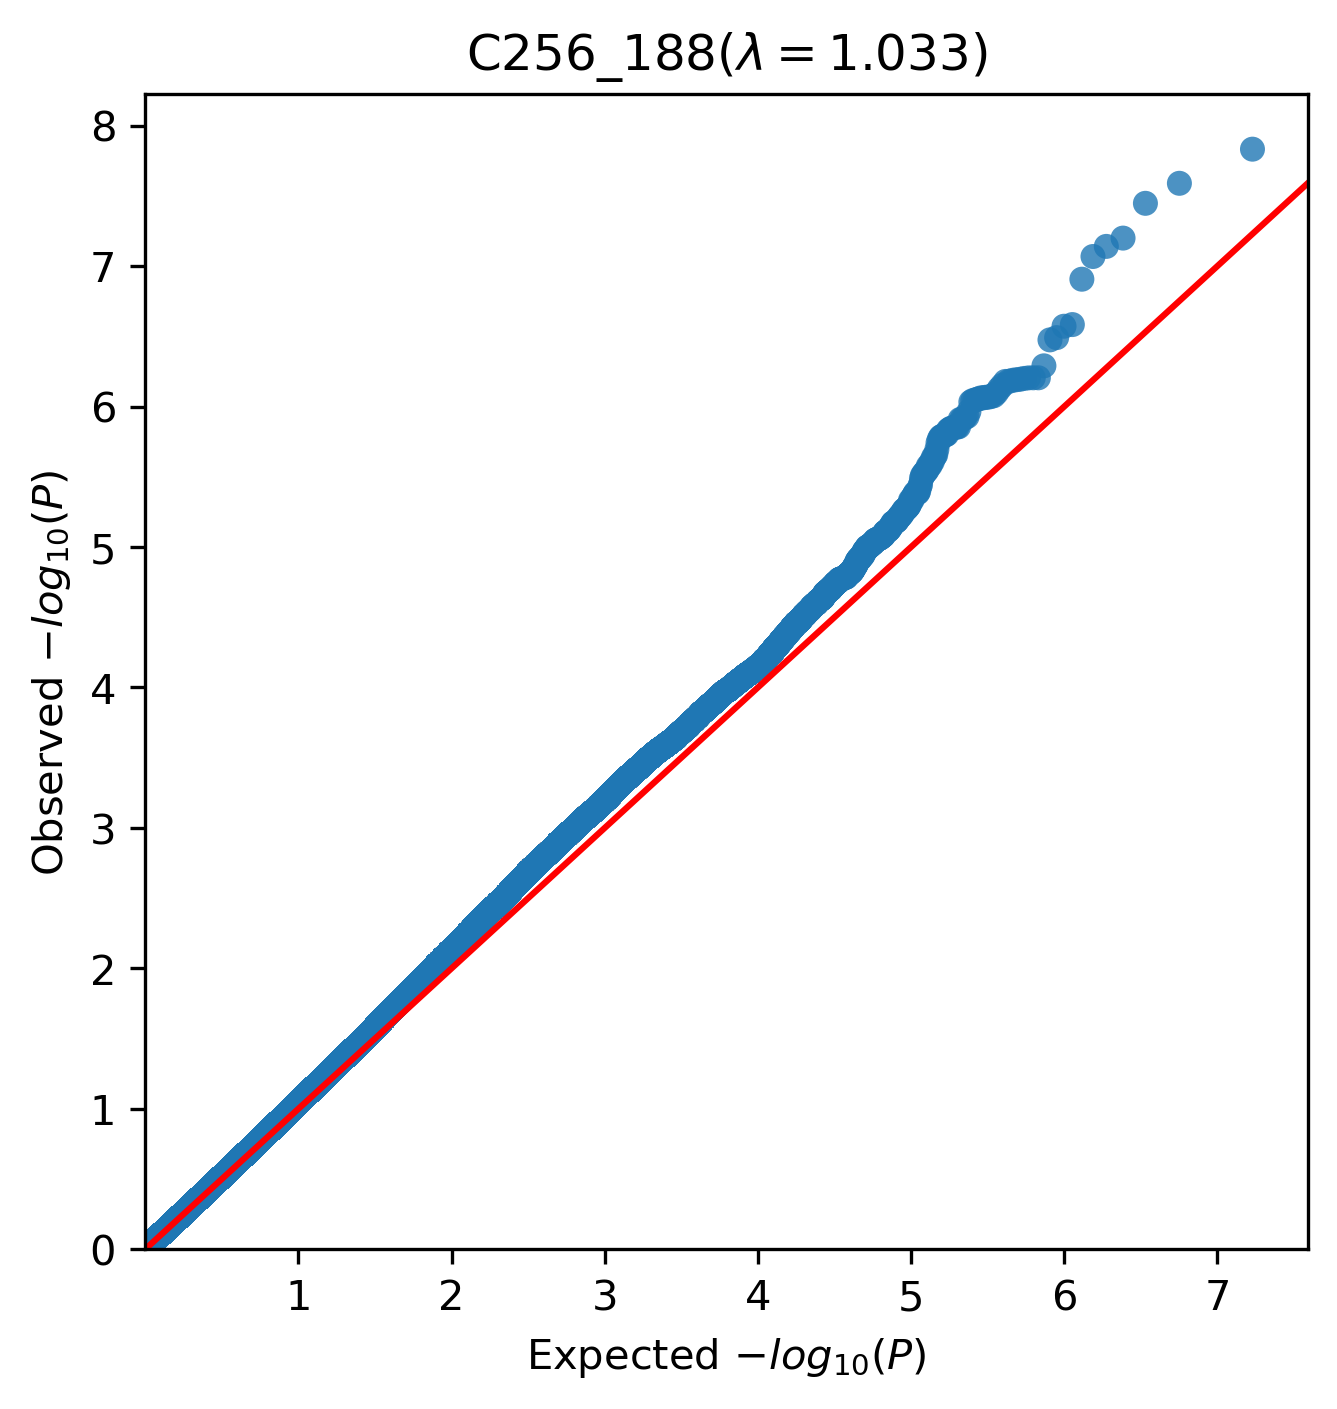 C256_188(λ = 1.033)
8
7
6
5
4
3
2
1
0
Observed −log₁₀(P)
1 2 3 4 5 6 7
Expected −log₁₀(P)